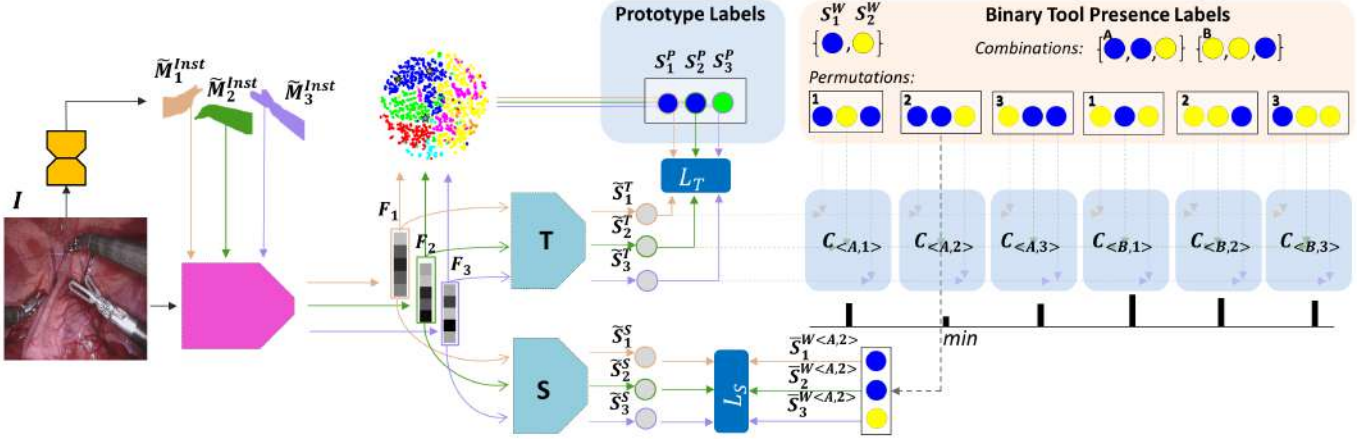 Prototype Labels
S_1^P S_2^P S_3^P
Binary Tool Presence Labels
S_1^W S_2^W
{ , }
Combinations: {A , , } {B , , }
Permutations:
1 2 3 1 2 3
M̃_1^Inst
M̃_2^Inst
M̃_3^Inst
I
F_1
F_2
F_3
T
S̃_1^T
S̃_2^T
S̃_3^T
L_T
C_<A,1> C_<A,2> C_<A,3> C_<B,1> C_<B,2> C_<B,3>
min
S
S̃_1^S
S̃_2^S
S̃_3^S
L_S
S̅_1^W<A,2>
S̅_2^W<A,2>
S̅_3^W<A,2>